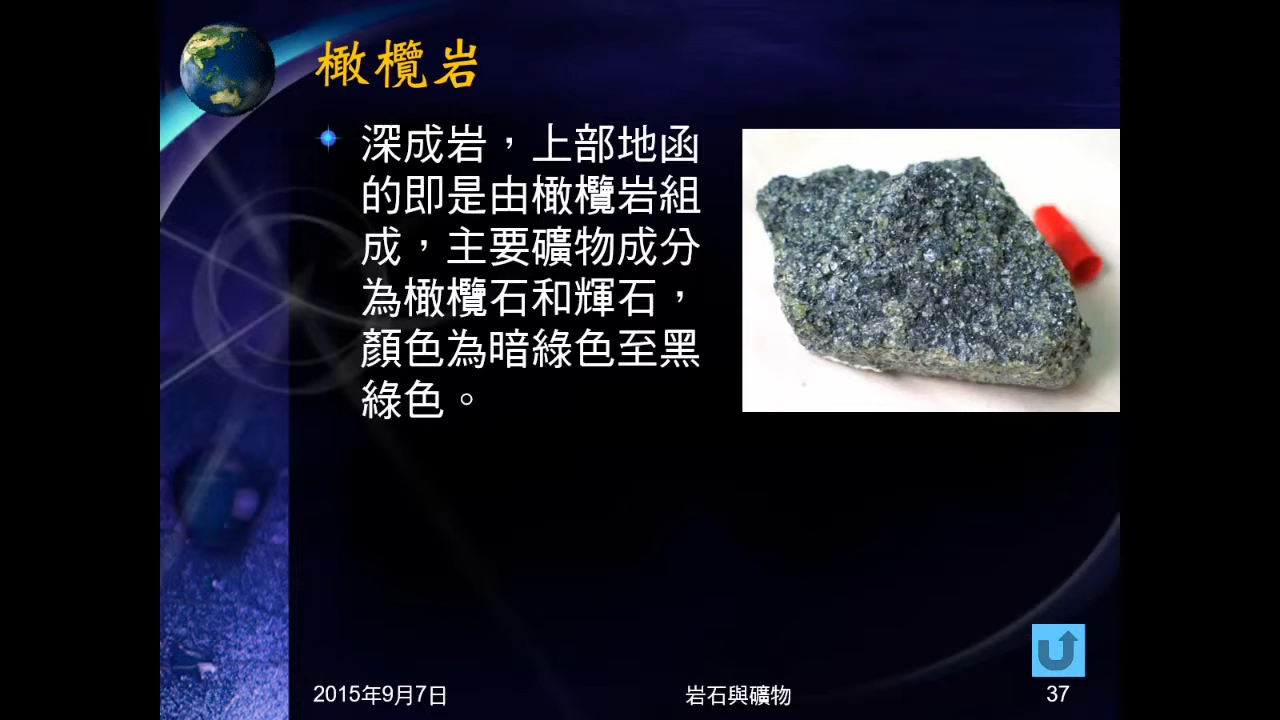 橄欖岩
深成岩，上部地函
的即是由橄欖岩組
成，主要礦物成分
為橄欖石和輝石，
顏色為暗綠色至黑
綠色。
2015年9月7日
岩石與礦物
37